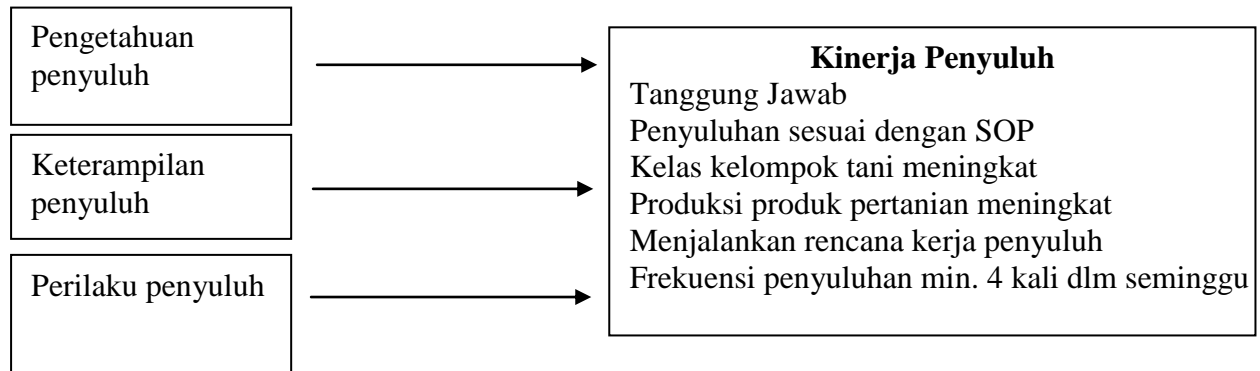 Pengetahuan
penyuluh
Keterampilan
penyuluh
Perilaku penyuluh
Kinerja Penyuluh
Tanggung Jawab
Penyuluhan sesuai dengan SOP
Kelas kelompok tani meningkat
Produksi produk pertanian meningkat
Menjalankan rencana kerja penyuluh
Frekuensi penyuluhan min. 4 kali dlm seminggu